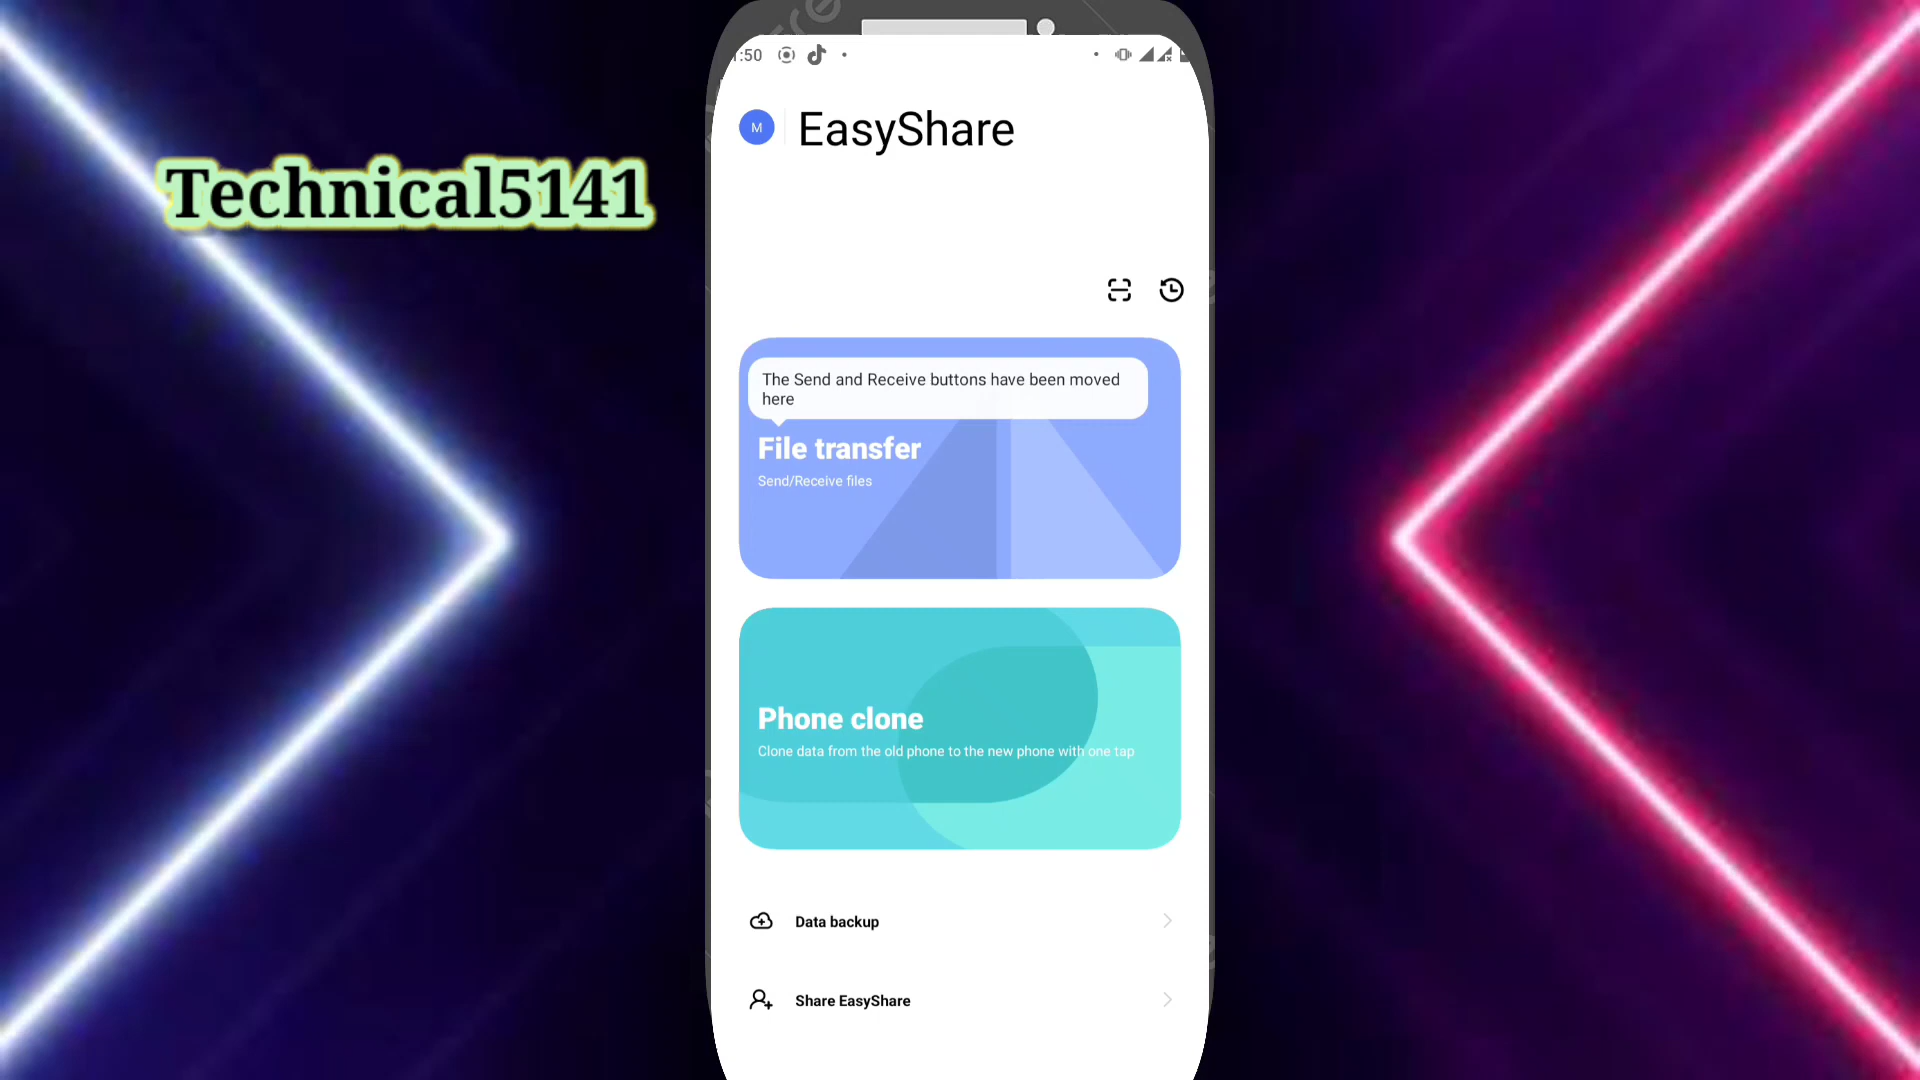 :50
M
EasyShare
Technical5141
The Send and Receive buttons have been moved
here
File transfer
Send/Receive files
Phone clone
Clone data from the old phone to the new phone with one tap
Data backup
Share EasyShare